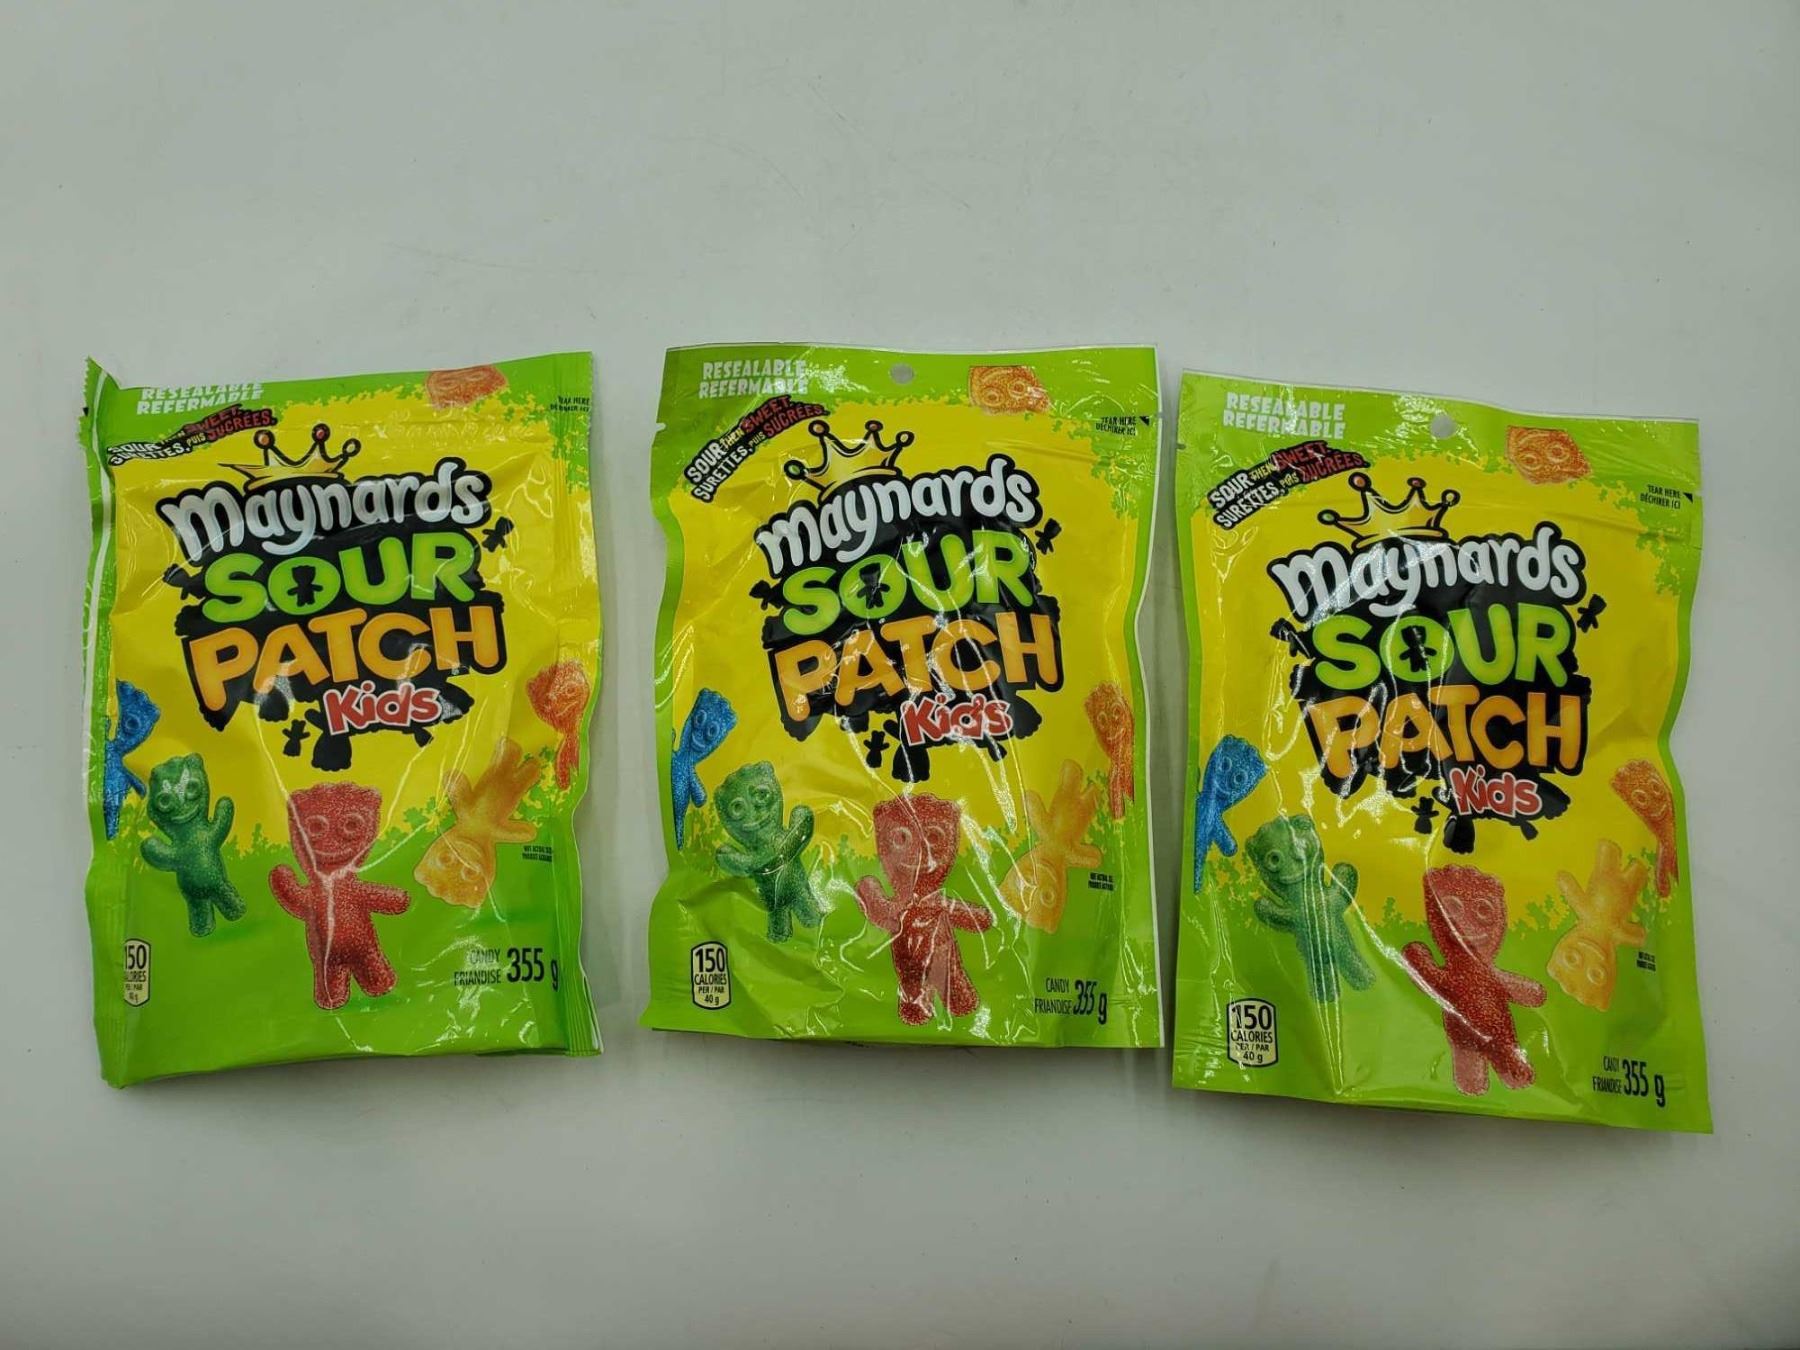 RESEALABLE
REFERMABLE
TEAR HERE
DÉCHIRER ICI
SOUR THEN SWEET
SURETTES, PUIS SUCRÉES.
Maynards
SOUR
PATCH
Kids
150
CALORIES
40 g
CANDY
FRIANDISE 355 g
RESEALABLE
REFERMABLE
TEAR HERE
DÉCHIRER ICI
SOUR THEN SWEET
SURETTES, PUIS SUCRÉES.
Maynards
SOUR
PATCH
Kids
150
CALORIES
PER / PAR
40 g
CANDY
FRIANDISE 355 g
RESEALABLE
REFERMABLE
TEAR HERE
DÉCHIRER ICI
SOUR THEN SWEET
SURETTES, PUIS SUCRÉES.
Maynards
SOUR
PATCH
Kids
150
CALORIES
PER / PAR
40 g
CANDY
FRIANDISE 355 g